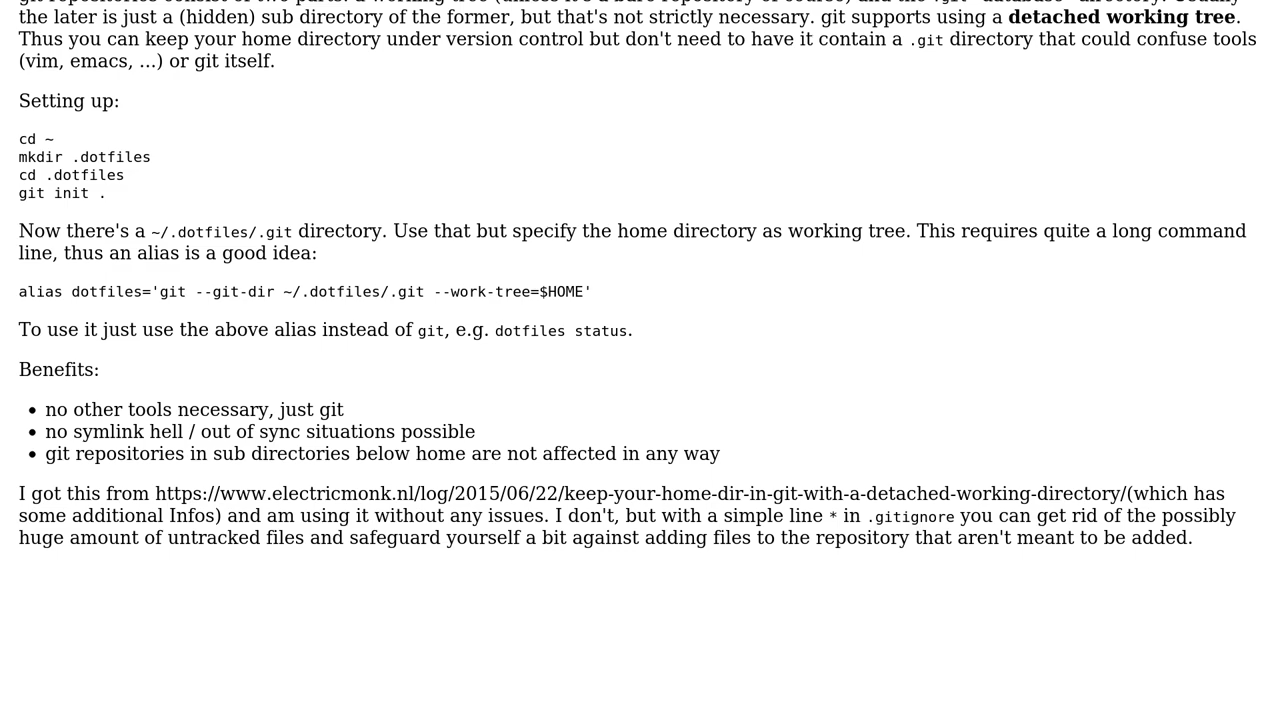 the later is just a (hidden) sub directory of the former, but that's not strictly necessary. git supports using a detached working tree.
Thus you can keep your home directory under version control but don't need to have it contain a .git directory that could confuse tools
(vim, emacs, ...) or git itself.
Setting up:
cd ~
mkdir .dotfiles
cd .dotfiles
git init .
Now there's a ~/.dotfiles/.git directory. Use that but specify the home directory as working tree. This requires quite a long command
line, thus an alias is a good idea:
alias dotfiles='git --git-dir ~/.dotfiles/.git --work-tree=$HOME'
To use it just use the above alias instead of git, e.g. dotfiles status.
Benefits:
• no other tools necessary, just git
• no symlink hell / out of sync situations possible
• git repositories in sub directories below home are not affected in any way
I got this from https://www.electricmonk.nl/log/2015/06/22/keep-your-home-dir-in-git-with-a-detached-working-directory/(which has
some additional Infos) and am using it without any issues. I don't, but with a simple line * in .gitignore you can get rid of the possibly
huge amount of untracked files and safeguard yourself a bit against adding files to the repository that aren't meant to be added.